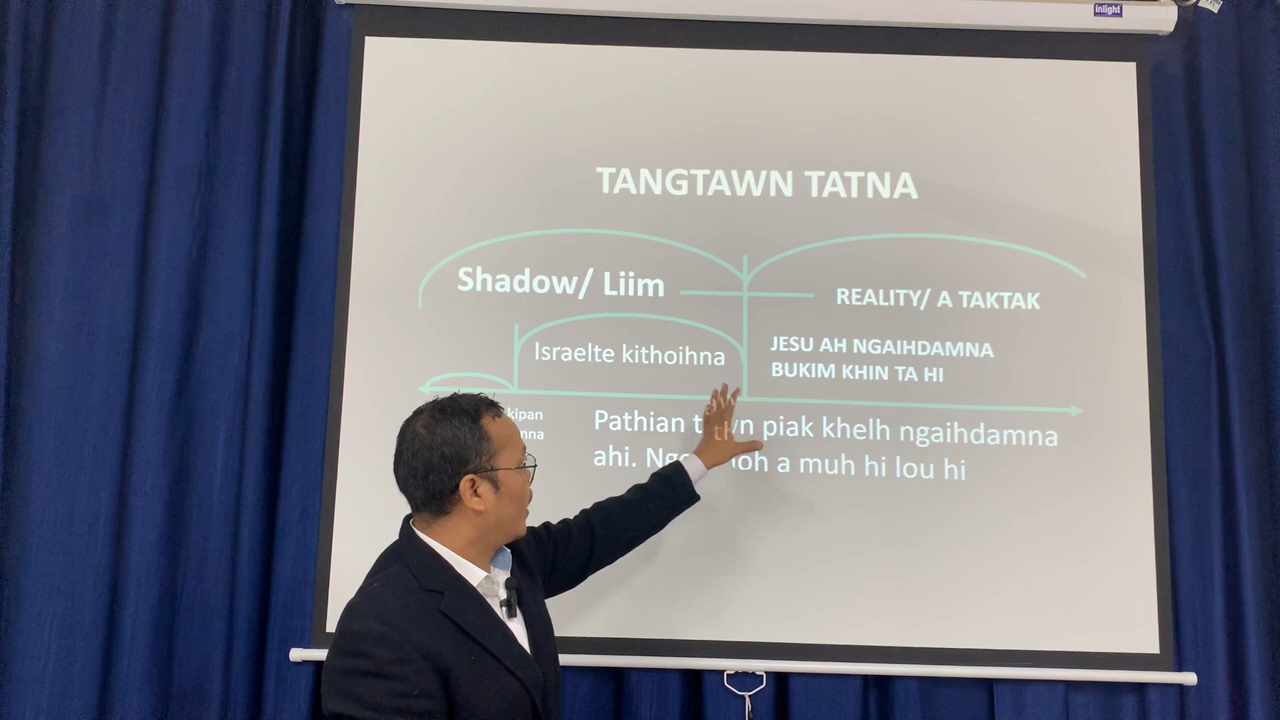 inlight
TANGTAWN TATNA
Shadow/ Liim
REALITY/ A TAKTAK
Israelte kithoihna
JESU AH NGAIHDAMNA
BUKIM KHIN TA HI
Pathian piak khelh ngaihdamna
ahi. a muh hi lou hi